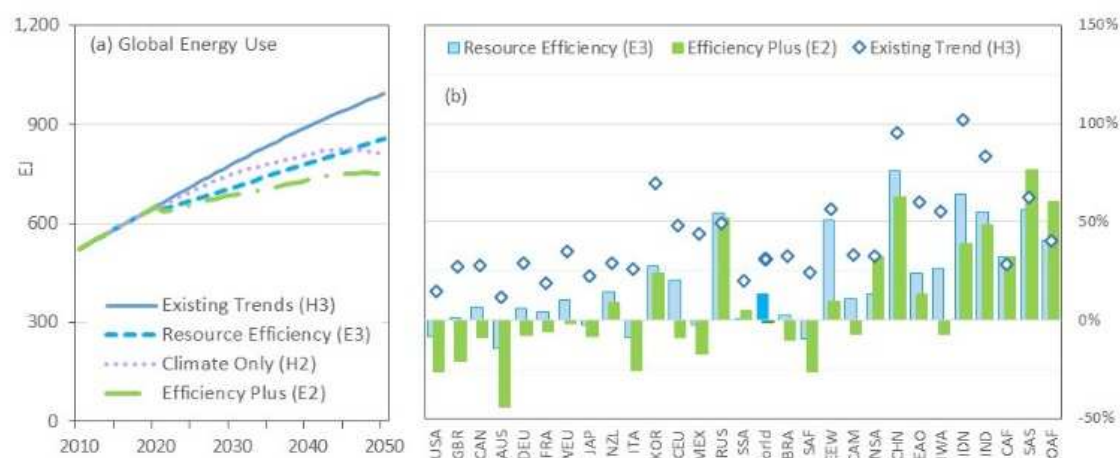 1,200
900
600
300
0
EJ
(a) Global Energy Use
Existing Trends (H3)
Resource Efficiency (E3)
Climate Only (H2)
Efficiency Plus (E2)
2010 2020 2030 2040 2050
Resource Efficiency (E3) Efficiency Plus (E2) Existing Trend (H3)
(b)
150%
100%
50%
0%
-50%
USA
GBR
CAN
AUS
DEU
FRA
WEU
JAP
NZL
ITA
KOR
CEU
MEX
RUS
SSA
orld
BRA
SAF
EEW
CAM
NSA
CHN
EAO
IDN
IND
CAF
SAS
OAF